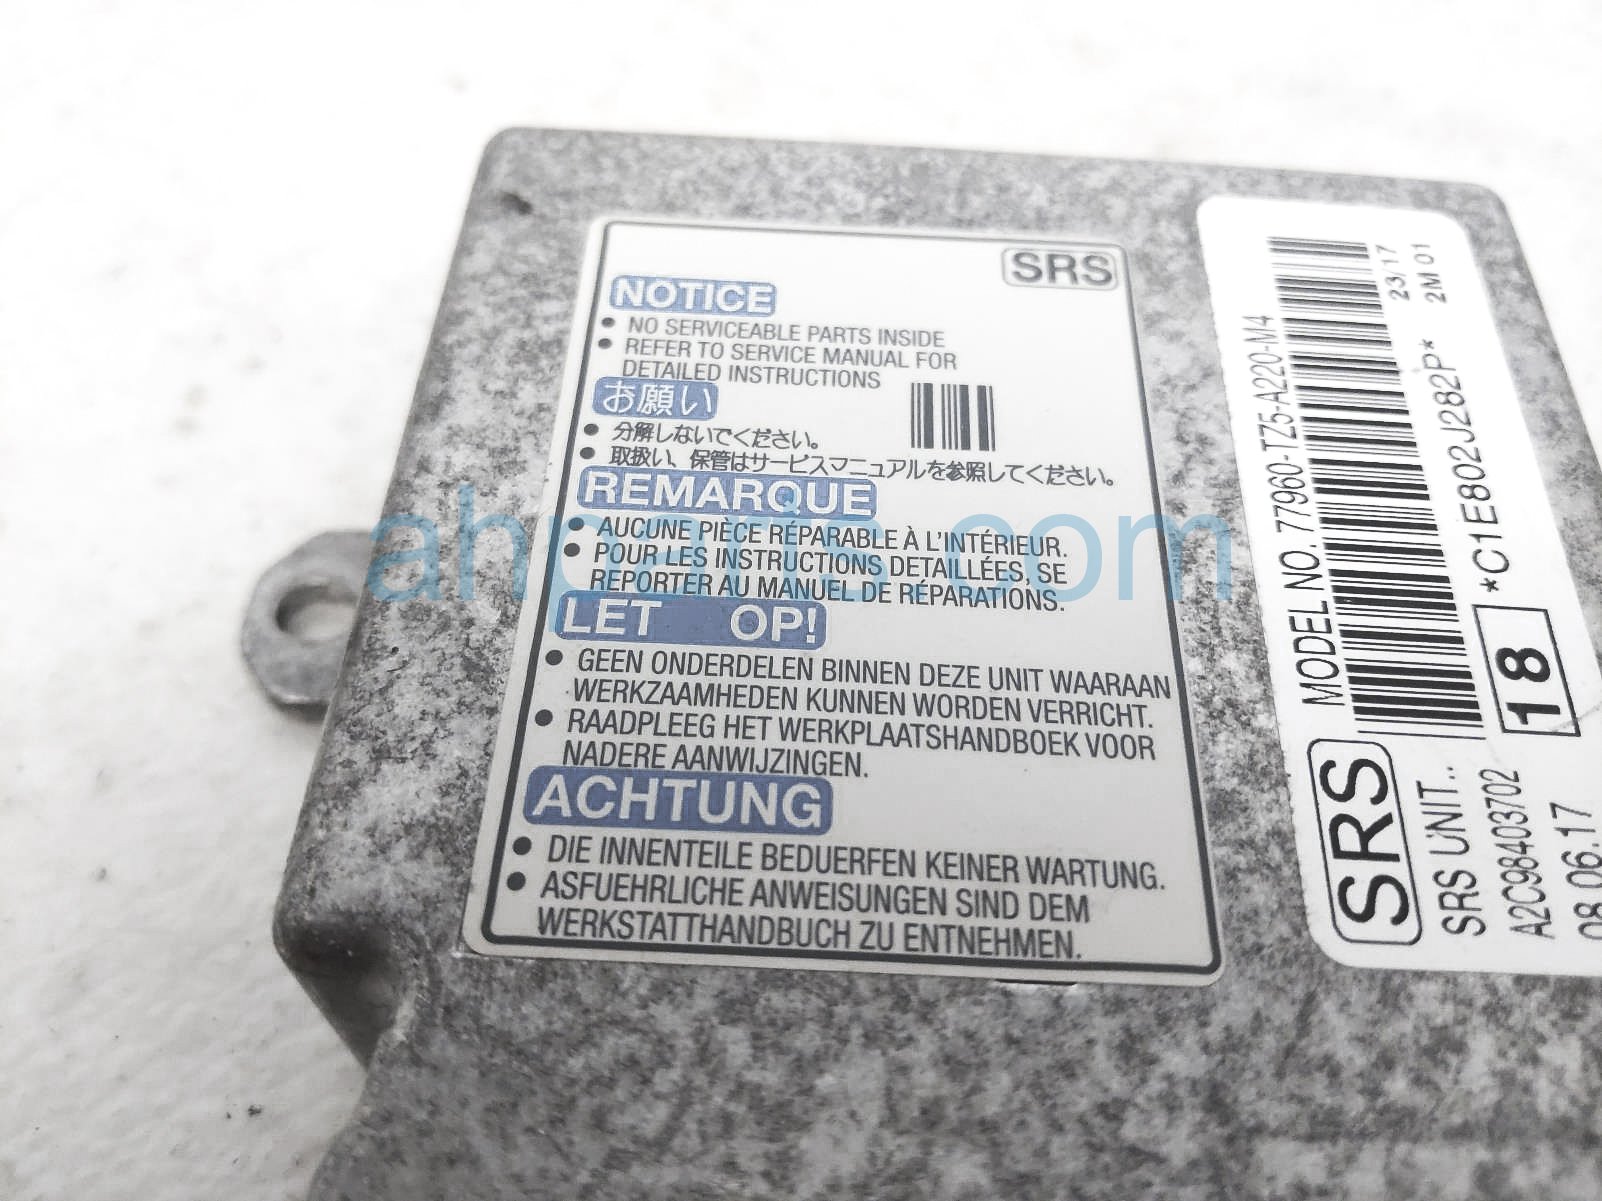 SRS
NOTICE
• NO SERVICEABLE PARTS INSIDE
• REFER TO SERVICE MANUAL FOR
DETAILED INSTRUCTIONS
お願い
• 分解しないでください。
• 取扱い、保管はサービスマニュアルを参照してください。
REMARQUE
• AUCUNE PIÈCE RÉPARABLE À L'INTÉRIEUR.
• POUR LES INSTRUCTIONS DETAILLÉES, SE
REPORTER AU MANUEL DE RÉPARATIONS.
LET OP!
• GEEN ONDERDELEN BINNEN DEZE UNIT WAARAAN
WERKZAAMHEDEN KUNNEN WORDEN VERRICHT.
• RAADPLEEG HET WERKPLAATSHANDBOEK VOOR
NADERE AANWIJZINGEN.
ACHTUNG
• DIE INNENTEILE BEDUERFEN KEINER WARTUNG.
• ASFUEHRLICHE ANWEISUNGEN SIND DEM
WERKSTATTHANDBUCH ZU ENTNEHMEN.
MODEL NO. 77960-TZ5-A220-M4
23/17
2M 01
*C1E802J282P*
18
SRS
SRS UNIT..
A2C98403702
08.06.17
ahparts.com